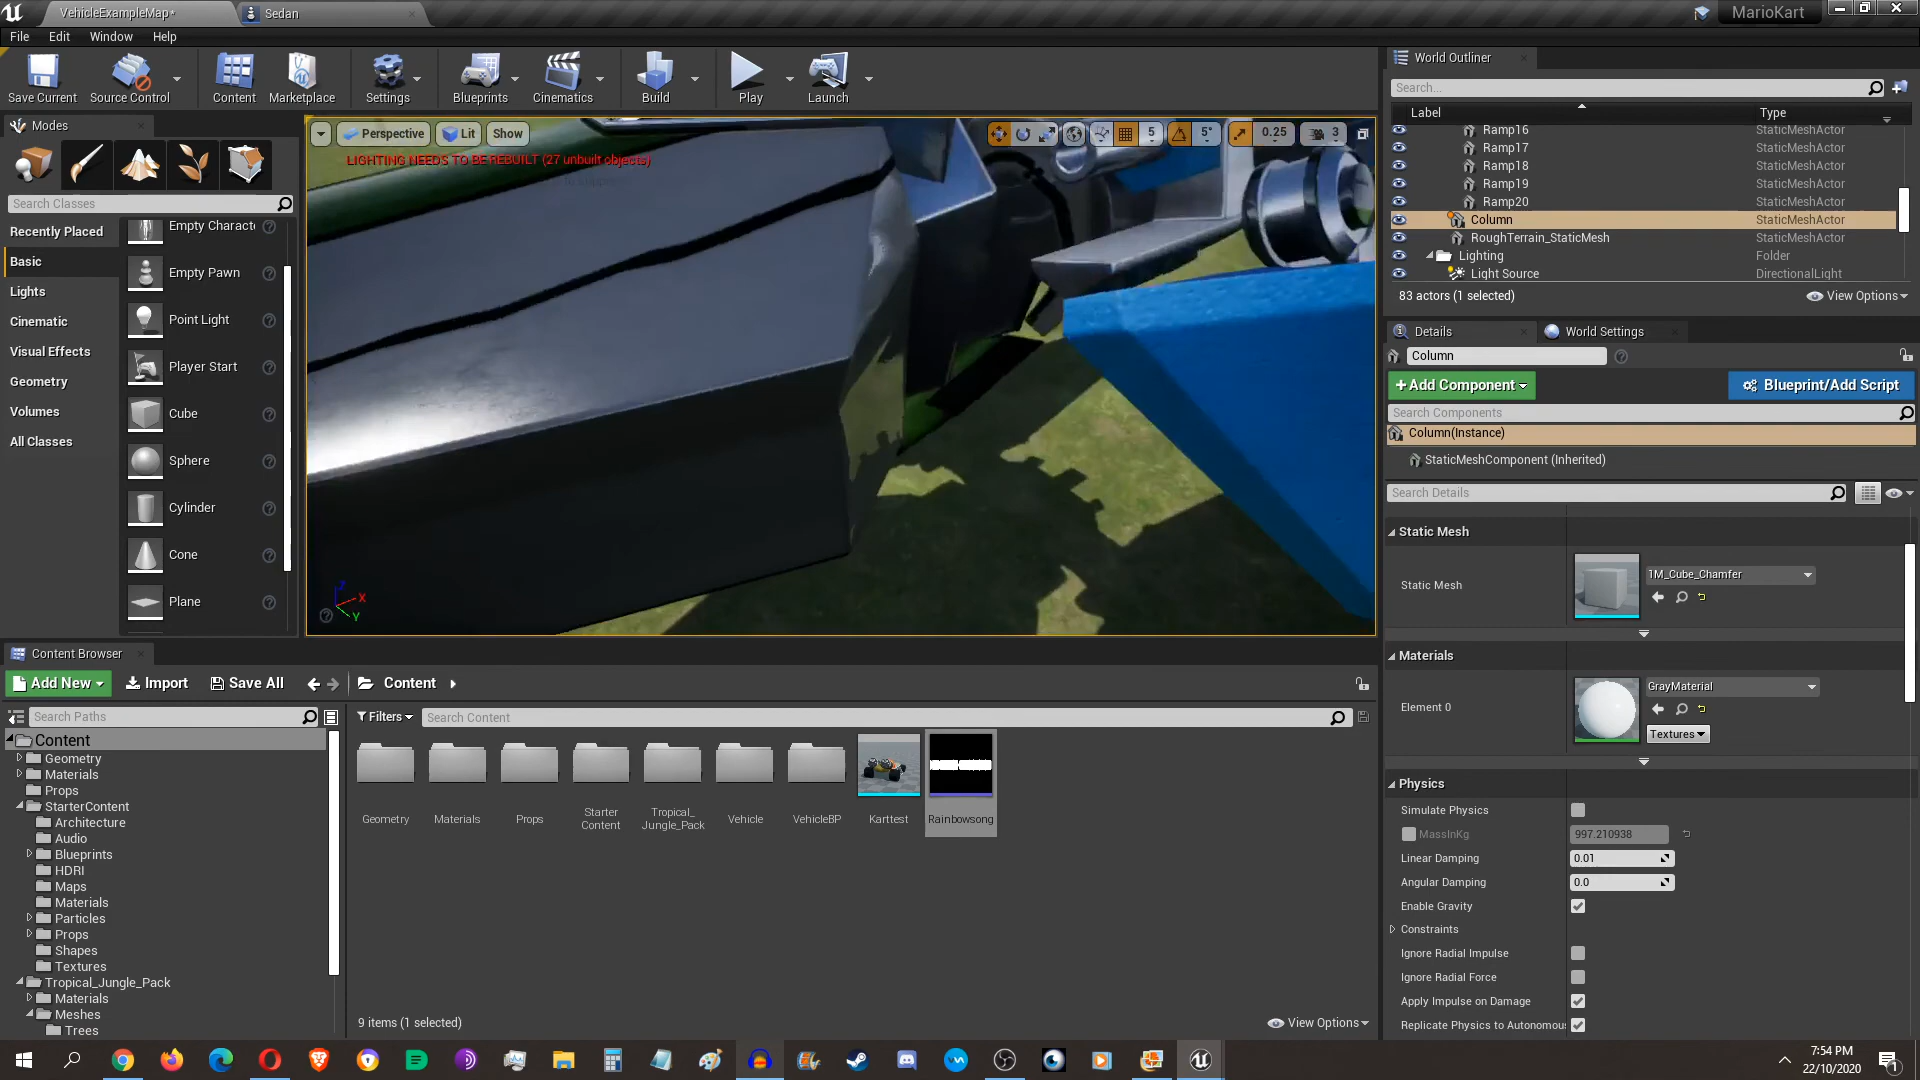 VehicleExampleMap*
Sedan
MarioKart
File
Edit
Window
Help
Save Current
Source Control
Content
Marketplace
Settings
Blueprints
Cinematics
Build
Play
Launch
Modes
Search Classes
Recently Placed
Basic
Lights
Cinematic
Visual Effects
Geometry
Volumes
All Classes
Empty Charact
Empty Pawn
Point Light
Player Start
Cube
Sphere
Cylinder
Cone
Plane
Perspective
Lit
Show
5
5°
0.25
3
LIGHTING NEEDS TO BE REBUILT (27 unbuilt objects)
Z
X
Y
World Outliner
Search...
Label
Type
Ramp16 StaticMeshActor
Ramp17 StaticMeshActor
Ramp18 StaticMeshActor
Ramp19 StaticMeshActor
Ramp20 StaticMeshActor
Column StaticMeshActor
RoughTerrain_StaticMesh StaticMeshActor
Lighting Folder
Light Source DirectionalLight
83 actors (1 selected)
View Options
Details
World Settings
Column
+Add Component
Blueprint/Add Script
Search Components
Column(Instance)
StaticMeshComponent (Inherited)
Search Details
Static Mesh
Static Mesh
1M_Cube_Chamfer
Materials
Element 0
GrayMaterial
Textures
Physics
Simulate Physics
MassInKg 997.210938
Linear Damping 0.01
Angular Damping 0.0
Enable Gravity
Constraints
Ignore Radial Impulse
Ignore Radial Force
Apply Impulse on Damage
Replicate Physics to Autonomou
Content Browser
Add New
Import
Save All
Content
Search Paths
Filters
Search Content
Content
Geometry
Materials
Props
StarterContent
Architecture
Audio
Blueprints
HDRI
Maps
Materials
Particles
Props
Shapes
Textures
Tropical_Jungle_Pack
Materials
Meshes
Trees
Geometry
Materials
Props
Starter
Content
Tropical_
Jungle_Pack
Vehicle
VehicleBP
Karttest
Rainbowsong
9 items (1 selected)
View Options
7:54 PM
22/10/2020
1